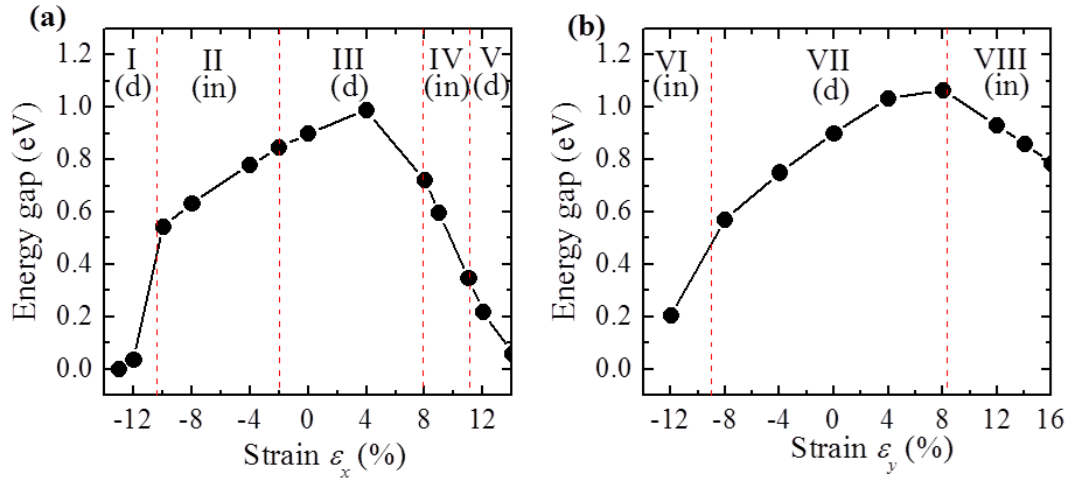 (a)
I
(d)
II
(in)
III
(d)
IV
(in)
V
(d)
1.2
1.0
0.8
0.6
0.4
0.2
0.0
Energy gap (eV)
-12 -8 -4 0 4 8 12
Strain εx (%)
(b)
VI
(in)
VII
(d)
VIII
(in)
1.2
1.0
0.8
0.6
0.4
0.2
0.0
Energy gap (eV)
-12 -8 -4 0 4 8 12 16
Strain εy (%)